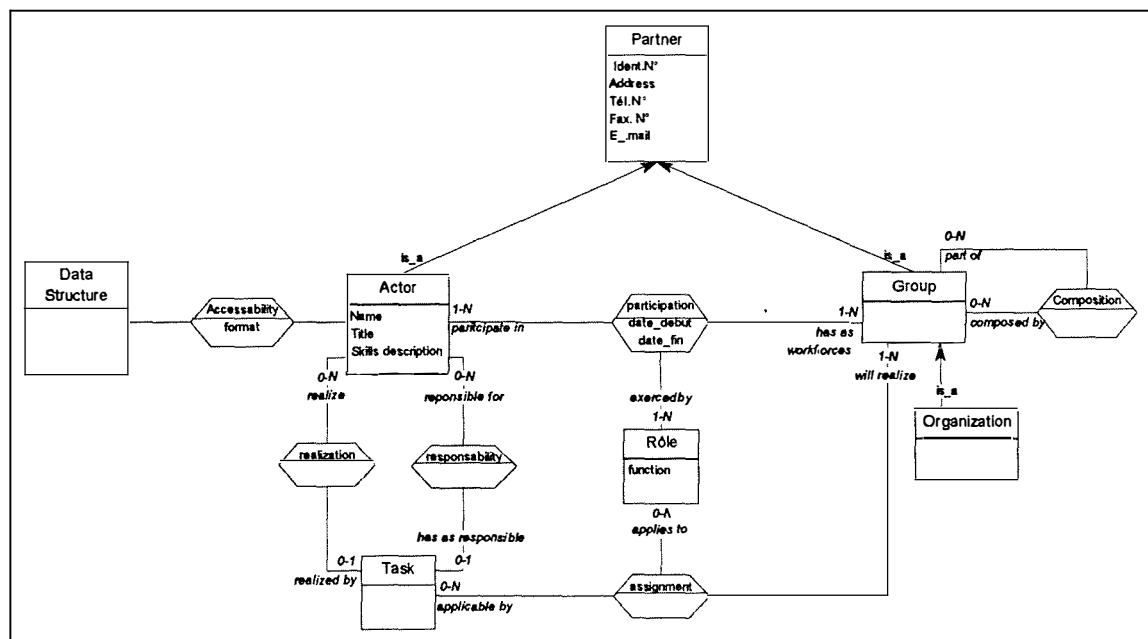 Partner
Ident.N°
Address
Tél.N°
Fax. N°
E_.mail
is_a
is_a
0-N
part of
Data
Structure
Accessability
format
Actor
Name
Title
Skills description
1-N
participate in
participation
date_debut
date_fin
1-N
has as
workforces
Group
0-N
composed by
Composition
1-N
will realize
is_a
Organization
0-N
realize
0-N
reponsible for
exercedby
1-N
Rôle
function
realization
responsability
0-N
applies to
has as responsible
0-1
realized by
Task
0-1
0-N
applicable by
assignment